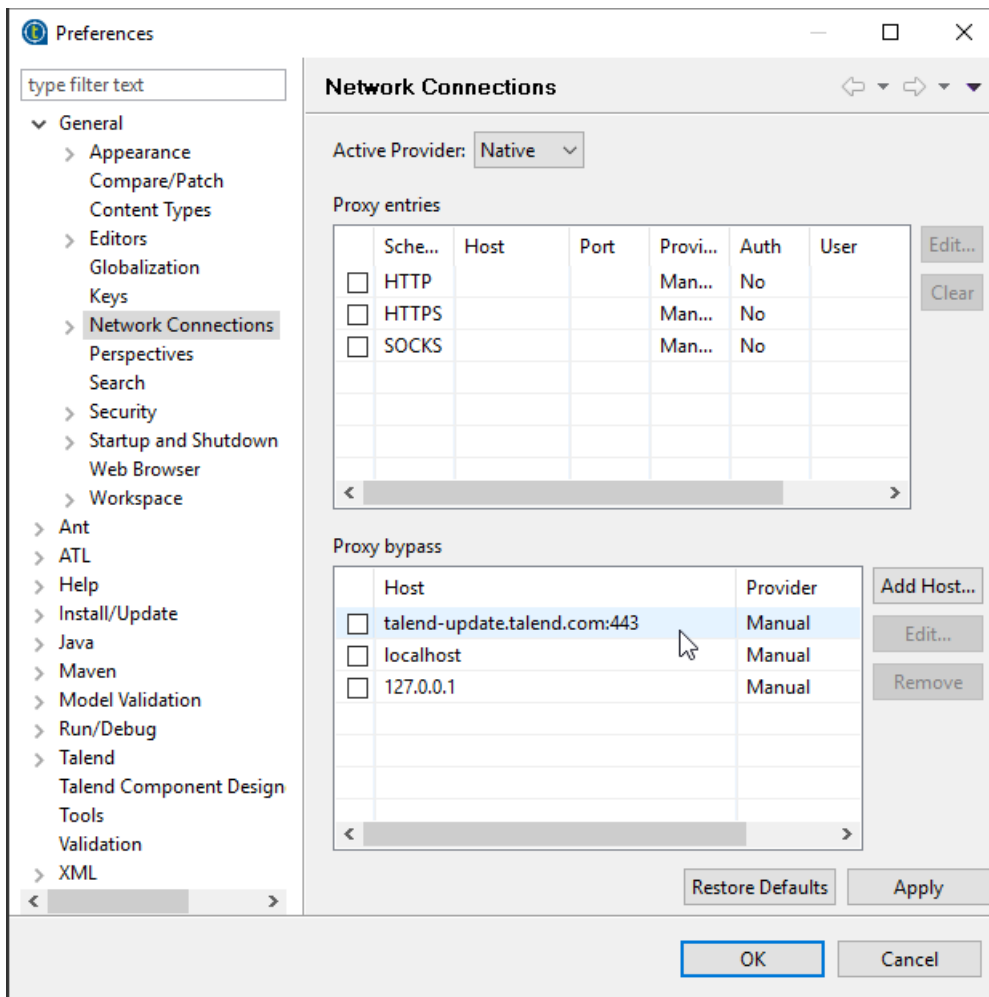 Preferences
type filter text
General
Appearance
Compare/Patch
Content Types
Editors
Globalization
Keys
Network Connections
Perspectives
Search
Security
Startup and Shutdown
Web Browser
Workspace
Ant
ATL
Help
Install/Update
Java
Maven
Model Validation
Run/Debug
Talend
Talend Component Design
Tools
Validation
XML
Network Connections
Active Provider: Native
Proxy entries
Sche... Host Port Provi... Auth User
HTTP Man... No
HTTPS Man... No
SOCKS Man... No
Edit...
Clear
Proxy bypass
Host Provider
talend-update.talend.com:443 Manual
localhost Manual
127.0.0.1 Manual
Add Host...
Edit...
Remove
Restore Defaults Apply
OK Cancel